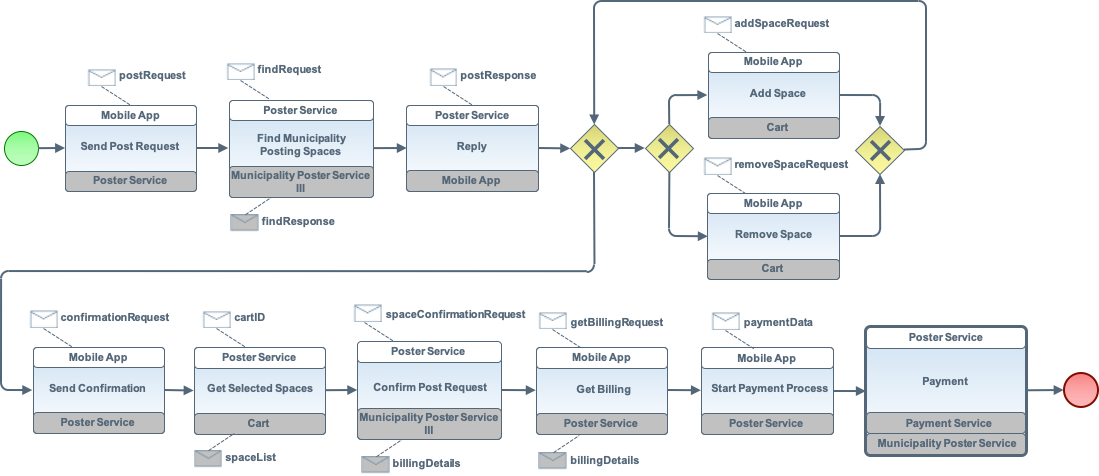 postRequest
Mobile App
Send Post Request
Poster Service
findRequest
Poster Service
Find Municipality
Posting Spaces
Municipality Poster Service
III
findResponse
postResponse
Poster Service
Reply
Mobile App
addSpaceRequest
Mobile App
Add Space
Cart
removeSpaceRequest
Mobile App
Remove Space
Cart
confirmationRequest
Mobile App
Send Confirmation
Poster Service
cartID
Poster Service
Get Selected Spaces
Cart
spaceList
spaceConfirmationRequest
Poster Service
Confirm Post Request
Municipality Poster Service
III
billingDetails
getBillingRequest
Mobile App
Get Billing
Poster Service
billingDetails
paymentData
Mobile App
Start Payment Process
Poster Service
Poster Service
Payment
Payment Service
Municipality Poster Service